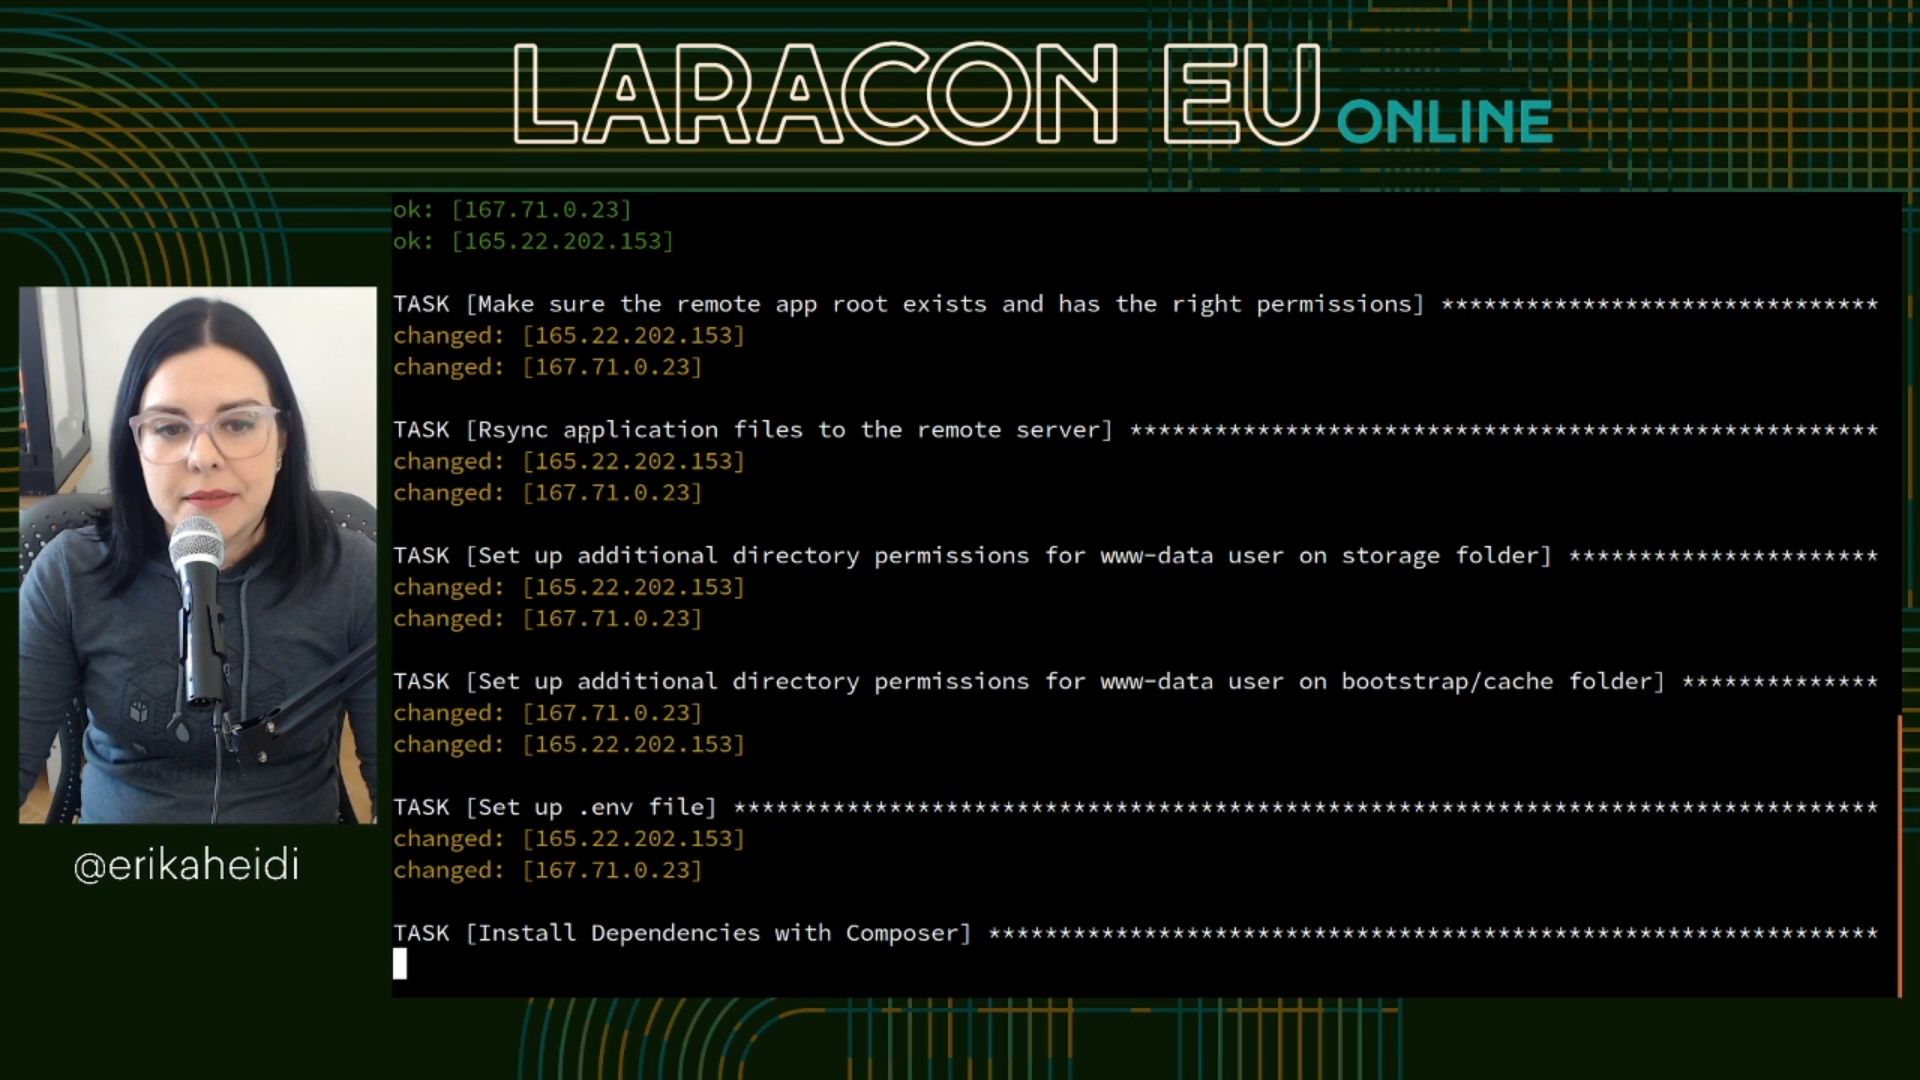 LARACON EU ONLINE
ok: [167.71.0.23]
ok: [165.22.202.153]
TASK [Make sure the remote app root exists and has the right permissions] *******************************
changed: [165.22.202.153]
changed: [167.71.0.23]
TASK [Rsync application files to the remote server] *****************************************************
changed: [165.22.202.153]
changed: [167.71.0.23]
TASK [Set up additional directory permissions for www-data user on storage folder] **********************
changed: [165.22.202.153]
changed: [167.71.0.23]
TASK [Set up additional directory permissions for www-data user on bootstrap/cache folder] **************
changed: [167.71.0.23]
changed: [165.22.202.153]
TASK [Set up .env file] *********************************************************************************
changed: [165.22.202.153]
changed: [167.71.0.23]
TASK [Install Dependencies with Composer] ***************************************************************
@erikaheidi